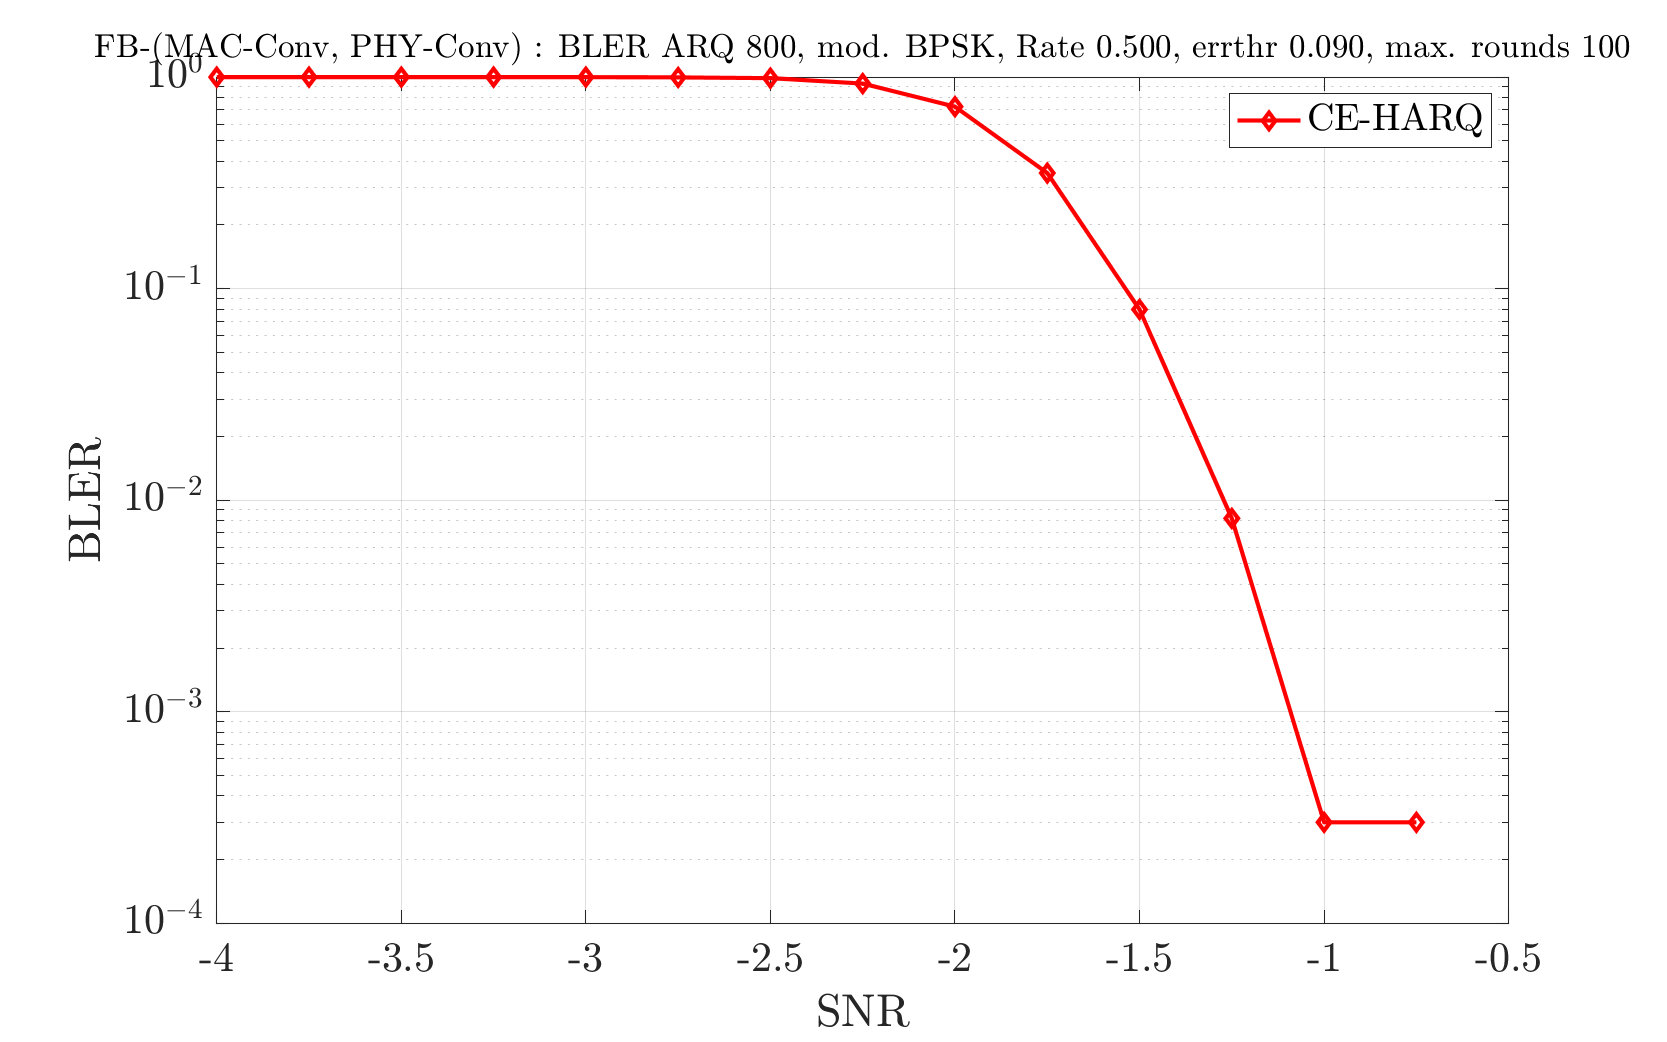 FB-(MAC-Conv, PHY-Conv) : BLER ARQ 800, mod. BPSK, Rate 0.500, errthr 0.090, max. rounds 100
10^0
CE-HARQ
10^{-1}
10^{-2}
10^{-3}
10^{-4}
BLER
-4 -3.5 -3 -2.5 -2 -1.5 -1 -0.5
SNR